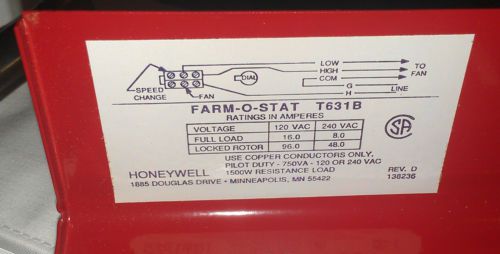 LOW
HIGH
COM
TO FAN
DIAL
G
H
LINE
SPEED CHANGE
FAN
FARM-O-STAT T631B
RATINGS IN AMPERES
VOLTAGE 120 VAC 240 VAC
FULL LOAD 16.0 8.0
LOCKED ROTOR 96.0 48.0
USE COPPER CONDUCTORS ONLY,
PILOT DUTY - 750VA - 120 OR 240 VAC
HONEYWELL 1500W RESISTANCE LOAD REV. D
1885 DOUGLAS DRIVE • MINNEAPOLIS, MN 55422 138236
SA